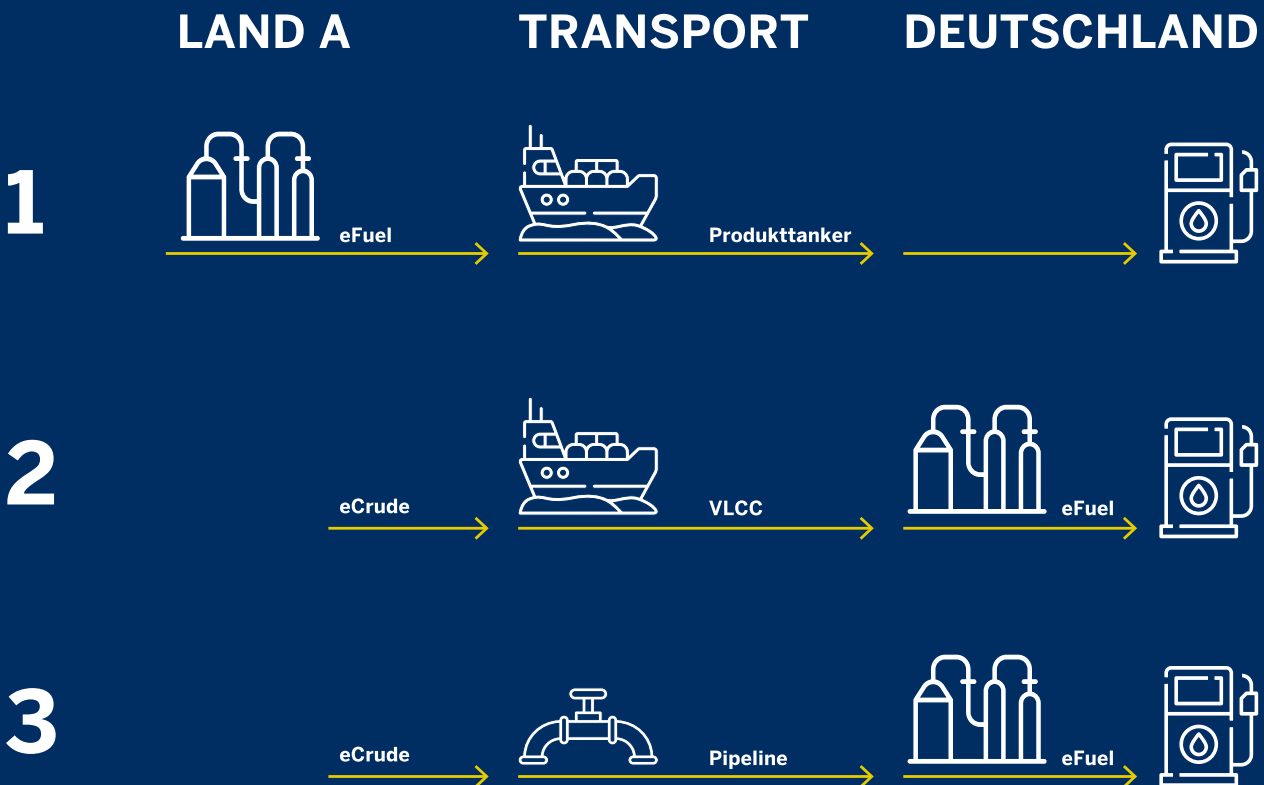 LAND A
TRANSPORT
DEUTSCHLAND
1
eFuel
Produkttanker
2
eCrude
VLCC
eFuel
3
eCrude
Pipeline
eFuel